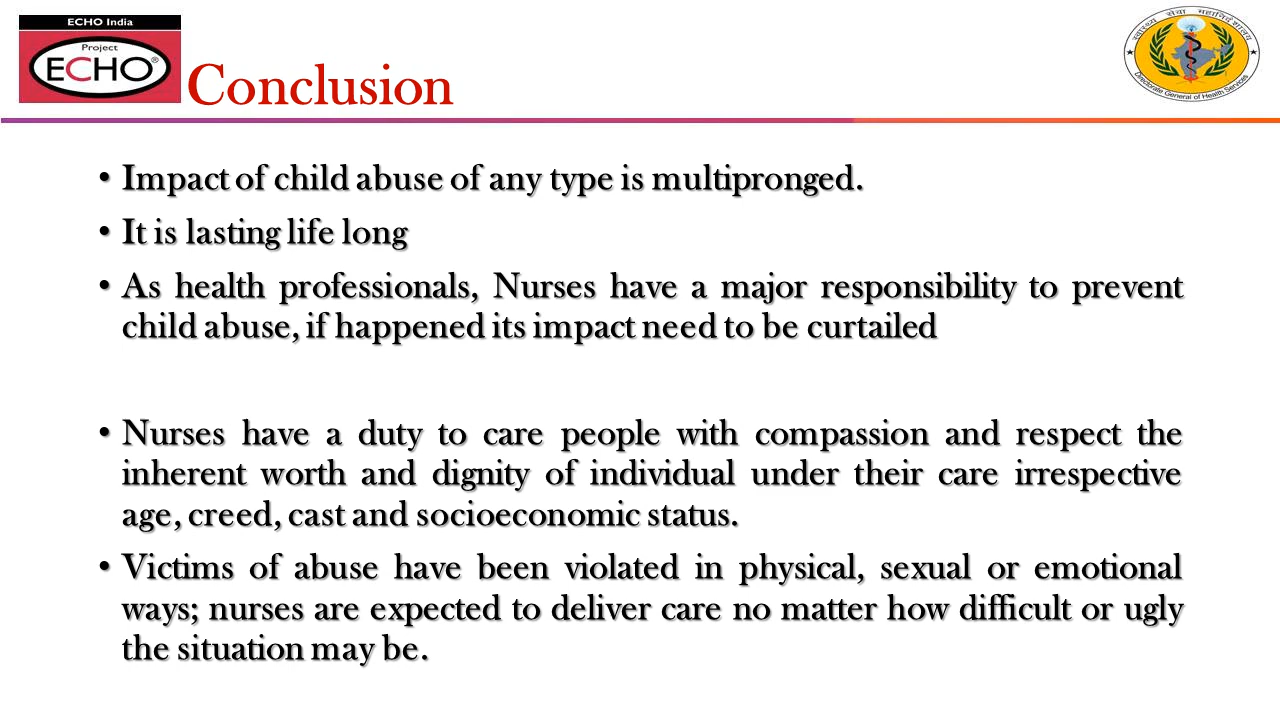 ECHO India
Project
ECHO®
Conclusion
स्वास्थ्य सेवा महानिदेशालय
Directorate General of Health Services
• Impact of child abuse of any type is multipronged.
• It is lasting life long
• As health professionals, Nurses have a major responsibility to prevent
child abuse, if happened its impact need to be curtailed
• Nurses have a duty to care people with compassion and respect the
inherent worth and dignity of individual under their care irrespective
age, creed, cast and socioeconomic status.
• Victims of abuse have been violated in physical, sexual or emotional
ways; nurses are expected to deliver care no matter how difficult or ugly
the situation may be.